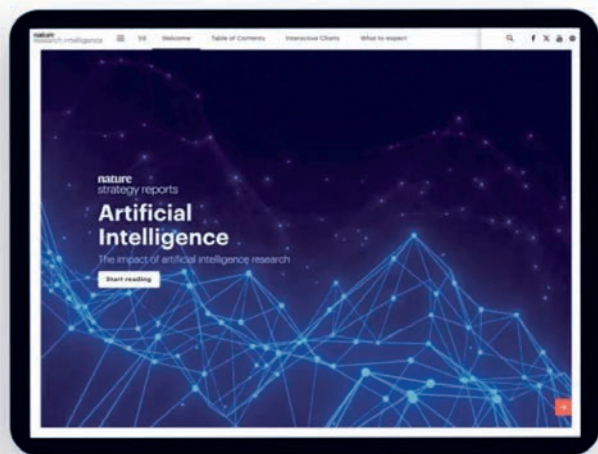 nature
research intelligence
Welcome
Table of Contents
Interactive Charts
What to expect
nature
strategy reports
Artificial
Intelligence
The impact of artificial intelligence research
Start reading